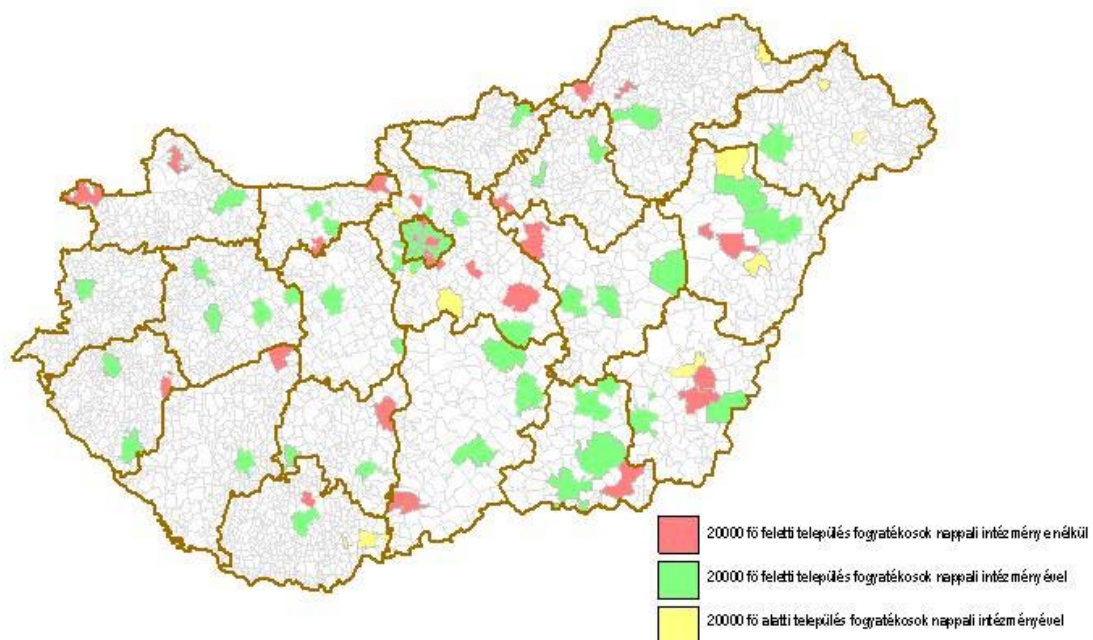 20000 fő feletti település fogyatékosok nappali intézménye nélkül
20000 fő feletti település fogyatékosok nappali intézményével
20000 fő alatti település fogyatékosok nappali intézményével